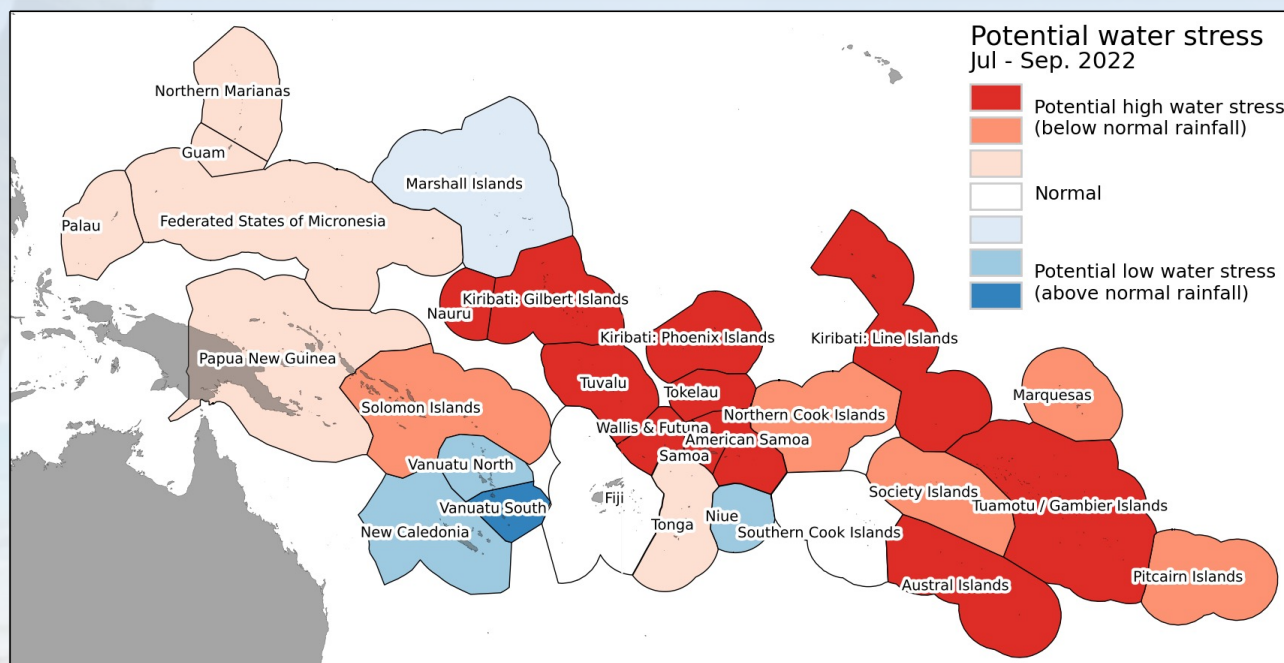 Potential water stress
Jul - Sep. 2022
Potential high water stress
(below normal rainfall)
Normal
Potential low water stress
(above normal rainfall)
Northern Marianas
Guam
Marshall Islands
Palau
Federated States of Micronesia
Nauru
Kiribati: Gilbert Islands
Kiribati: Phoenix Islands
Kiribati: Line Islands
Papua New Guinea
Tuvalu
Tokelau
Marquesas
Solomon Islands
Northern Cook Islands
Wallis & Futuna
American Samoa
Samoa
Vanuatu North
Society Islands
Fiji
Vanuatu South
Tuamotu / Gambier Islands
Niue
Tonga
New Caledonia
Southern Cook Islands
Pitcairn Islands
Austral Islands